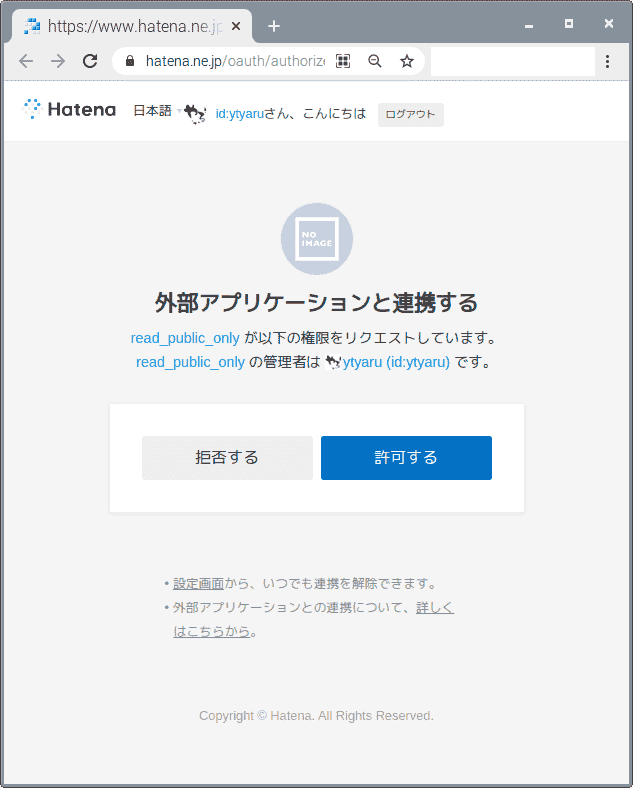 https://www.hatena.ne.jp
hatena.ne.jp/oauth/authorize
Hatena 日本語 id:ytyaruさん、こんにちは ログアウト
NO
IMAGE
外部アプリケーションと連携する
read_public_only が以下の権限をリクエストしています。
read_public_only の管理者は ytyaru (id:ytyaru) です。
拒否する 許可する
• 設定画面から、いつでも連携を解除できます。
• 外部アプリケーションとの連携について、詳しく
はこちらから。
Copyright © Hatena. All Rights Reserved.